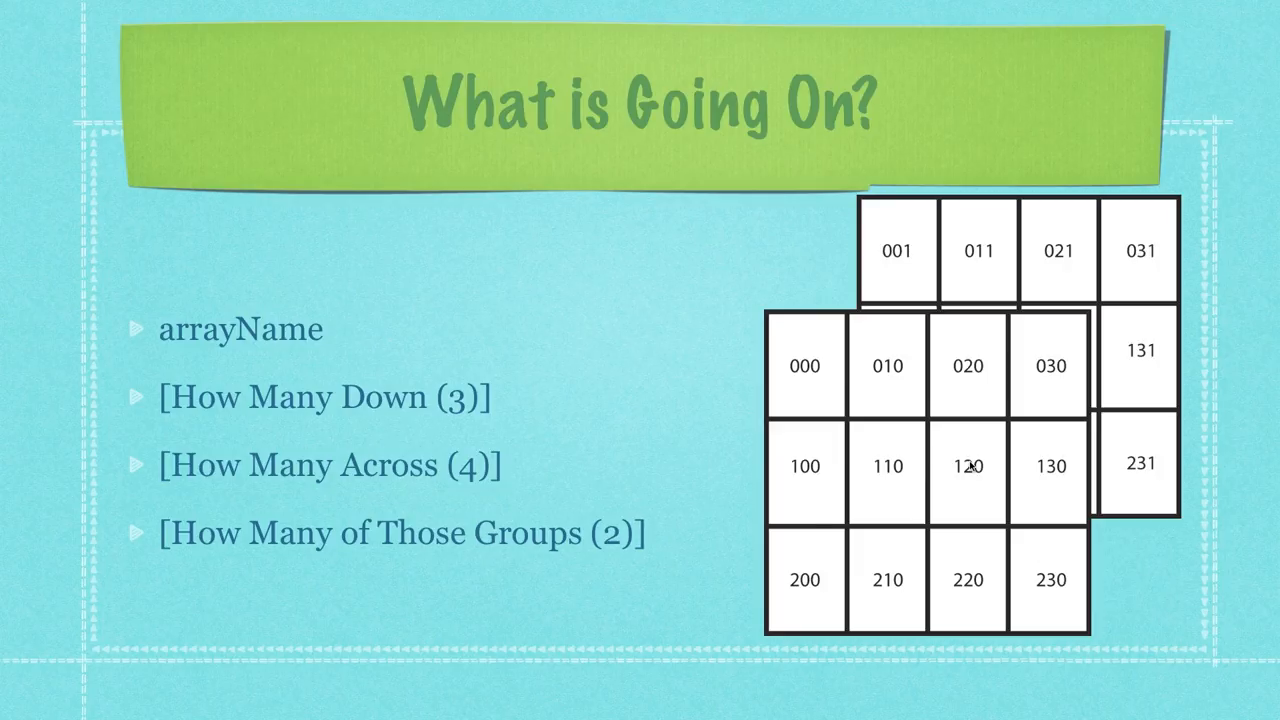 What is Going On?
arrayName
[How Many Down (3)]
[How Many Across (4)]
[How Many of Those Groups (2)]
001 011 021 031
131
231
000 010 020 030
100 110 120 130
200 210 220 230